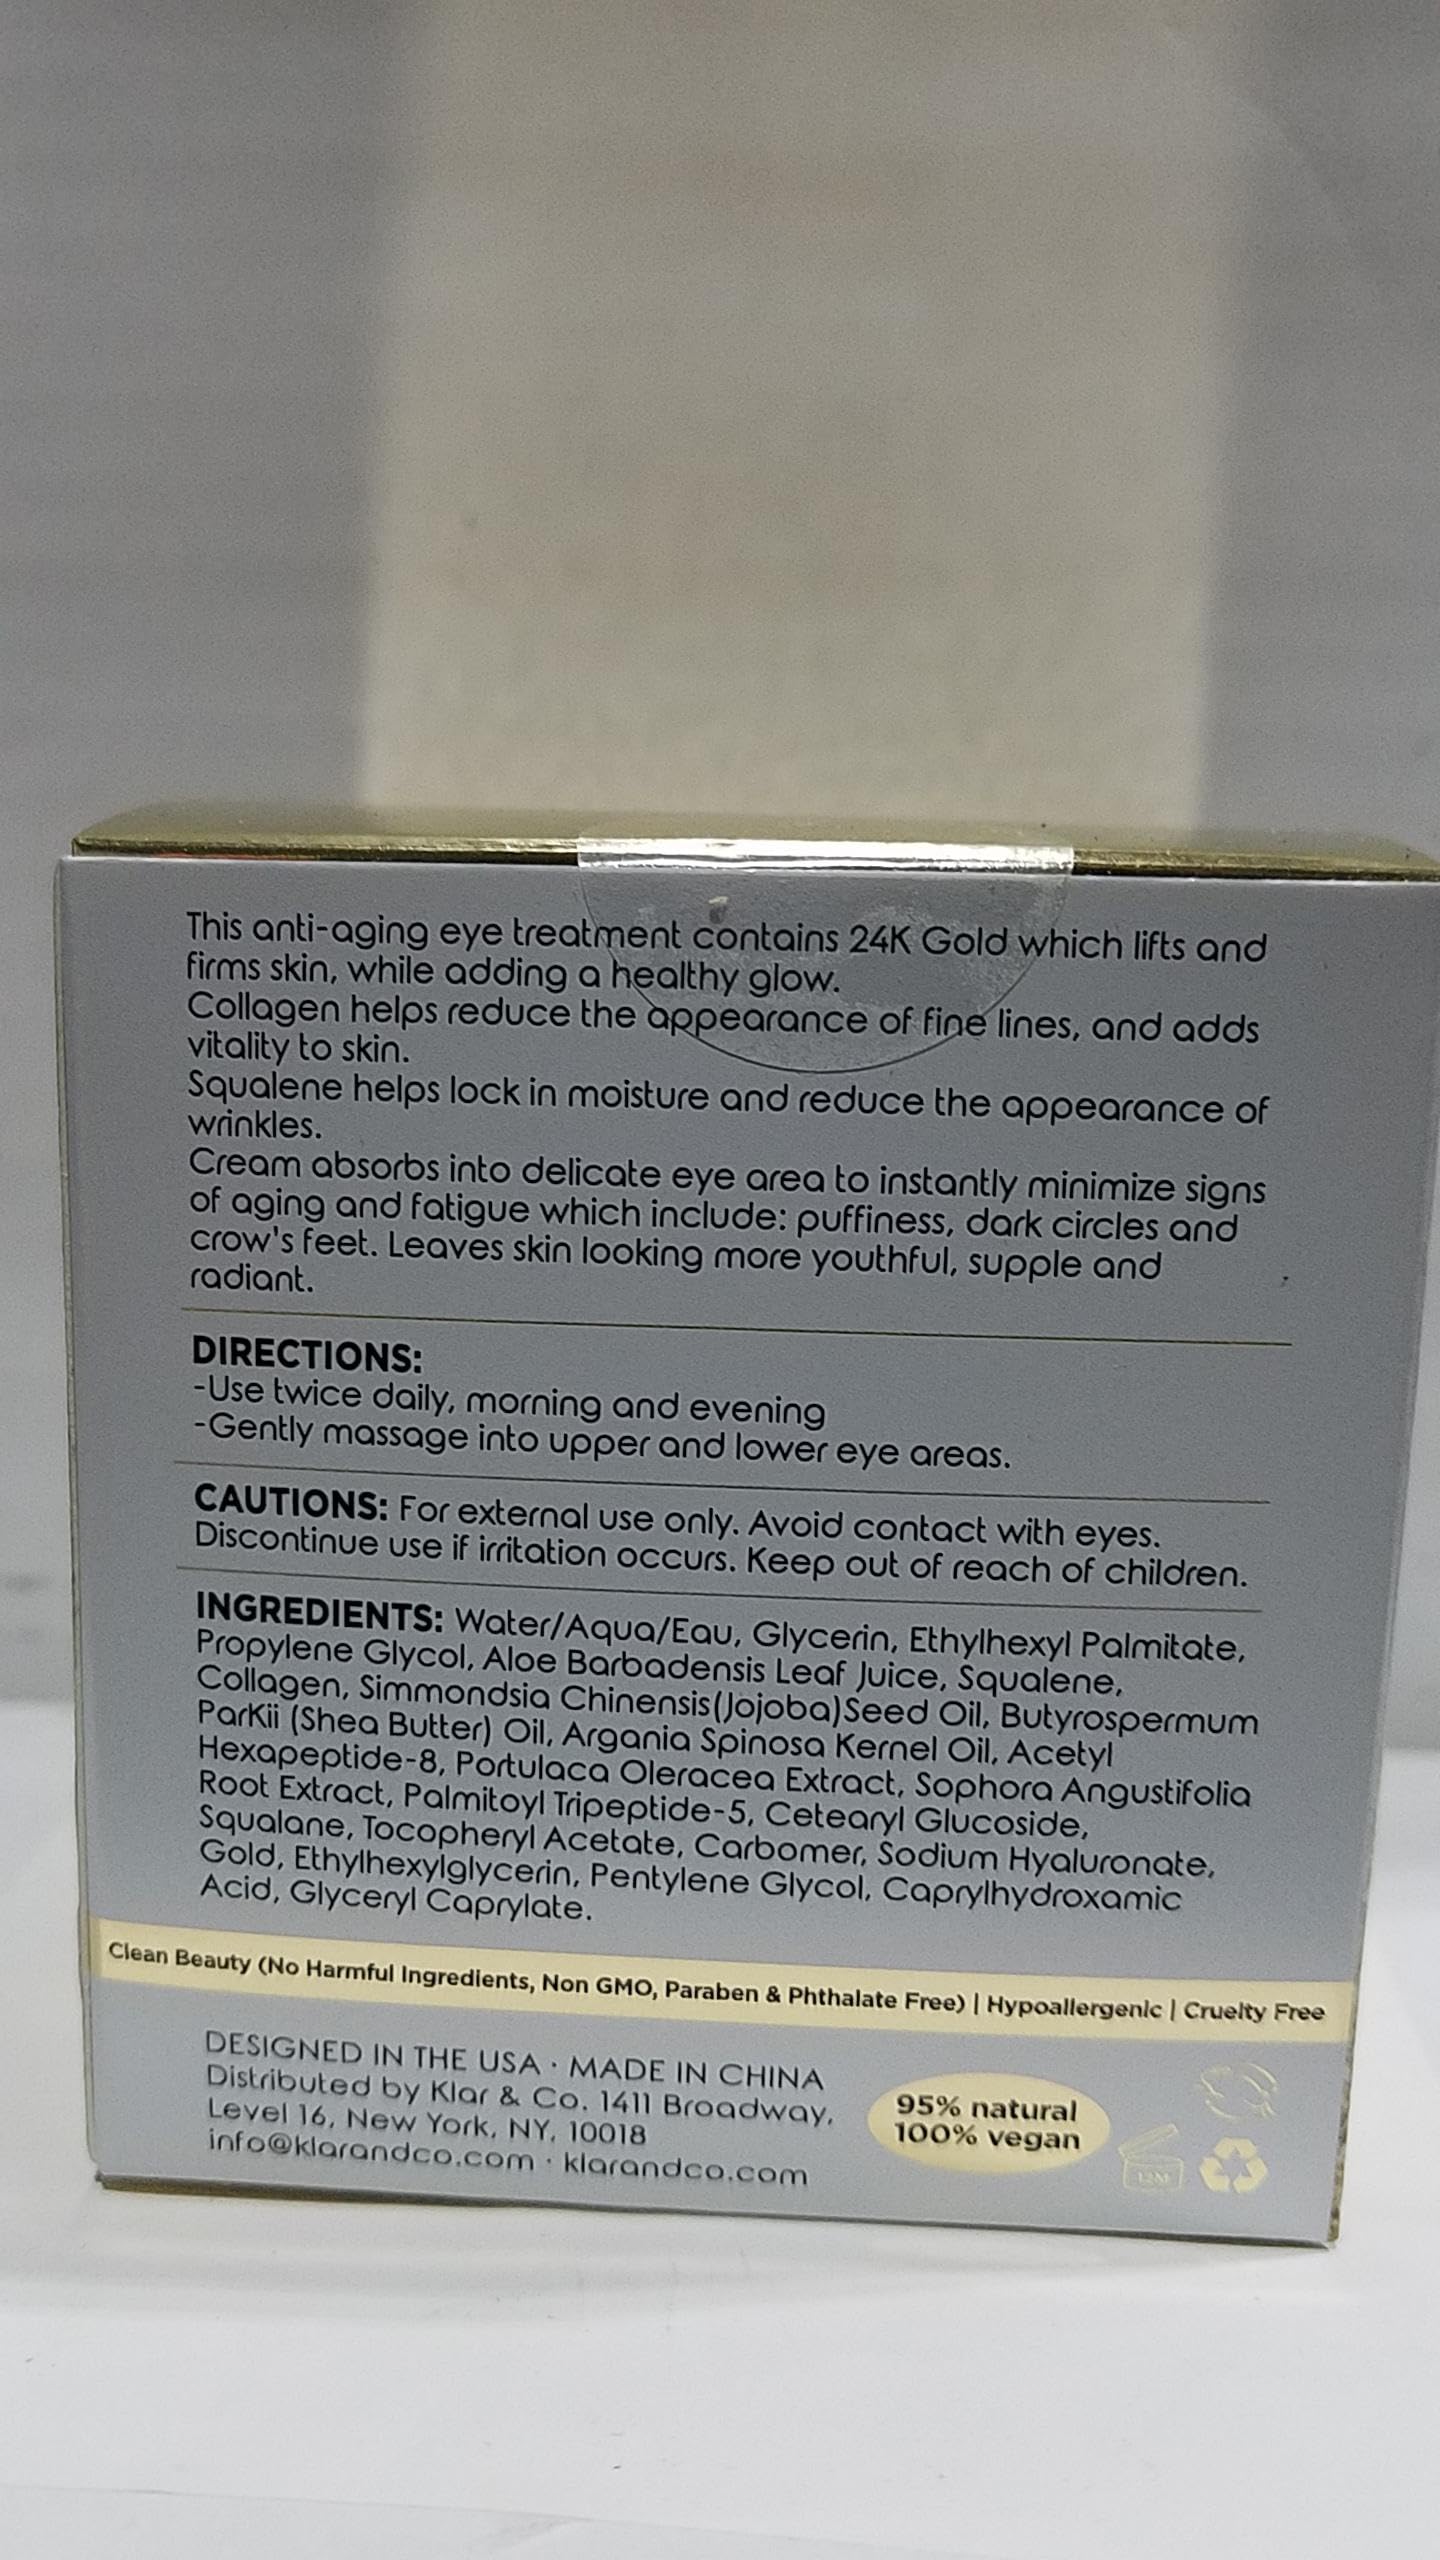 This anti-aging eye treatment contains 24K Gold which lifts and
firms skin, while adding a healthy glow.
Collagen helps reduce the appearance of fine lines, and adds
vitality to skin.
Squalene helps lock in moisture and reduce the appearance of
wrinkles.
Cream absorbs into delicate eye area to instantly minimize signs
of aging and fatigue which include: puffiness, dark circles and
crow's feet. Leaves skin looking more youthful, supple and
radiant.
DIRECTIONS:
-Use twice daily, morning and evening
-Gently massage into upper and lower eye areas.
CAUTIONS: For external use only. Avoid contact with eyes.
Discontinue use if irritation occurs. Keep out of reach of children.
INGREDIENTS: Water/Aqua/Eau, Glycerin, Ethylhexyl Palmitate,
Propylene Glycol, Aloe Barbadensis Leaf Juice, Squalene,
Collagen, Simmondsia Chinensis(Jojoba)Seed Oil, Butyrospermum
ParKii (Shea Butter) Oil, Argania Spinosa Kernel Oil, Acetyl
Hexapeptide-8, Portulaca Oleracea Extract, Sophora Angustifolia
Root Extract, Palmitoyl Tripeptide-5, Cetearyl Glucoside,
Squalane, Tocopheryl Acetate, Carbomer, Sodium Hyaluronate,
Gold, Ethylhexylglycerin, Pentylene Glycol, Caprylhydroxamic
Acid, Glyceryl Caprylate.
Clean Beauty (No Harmful Ingredients, Non GMO, Paraben & Phthalate Free) | Hypoallergenic | Cruelty Free
DESIGNED IN THE USA · MADE IN CHINA
Distributed by Klar & Co. 1411 Broadway,
Level 16, New York, NY, 10018
info@klarandco.com · klarandco.com
95% natural
100% vegan
12M